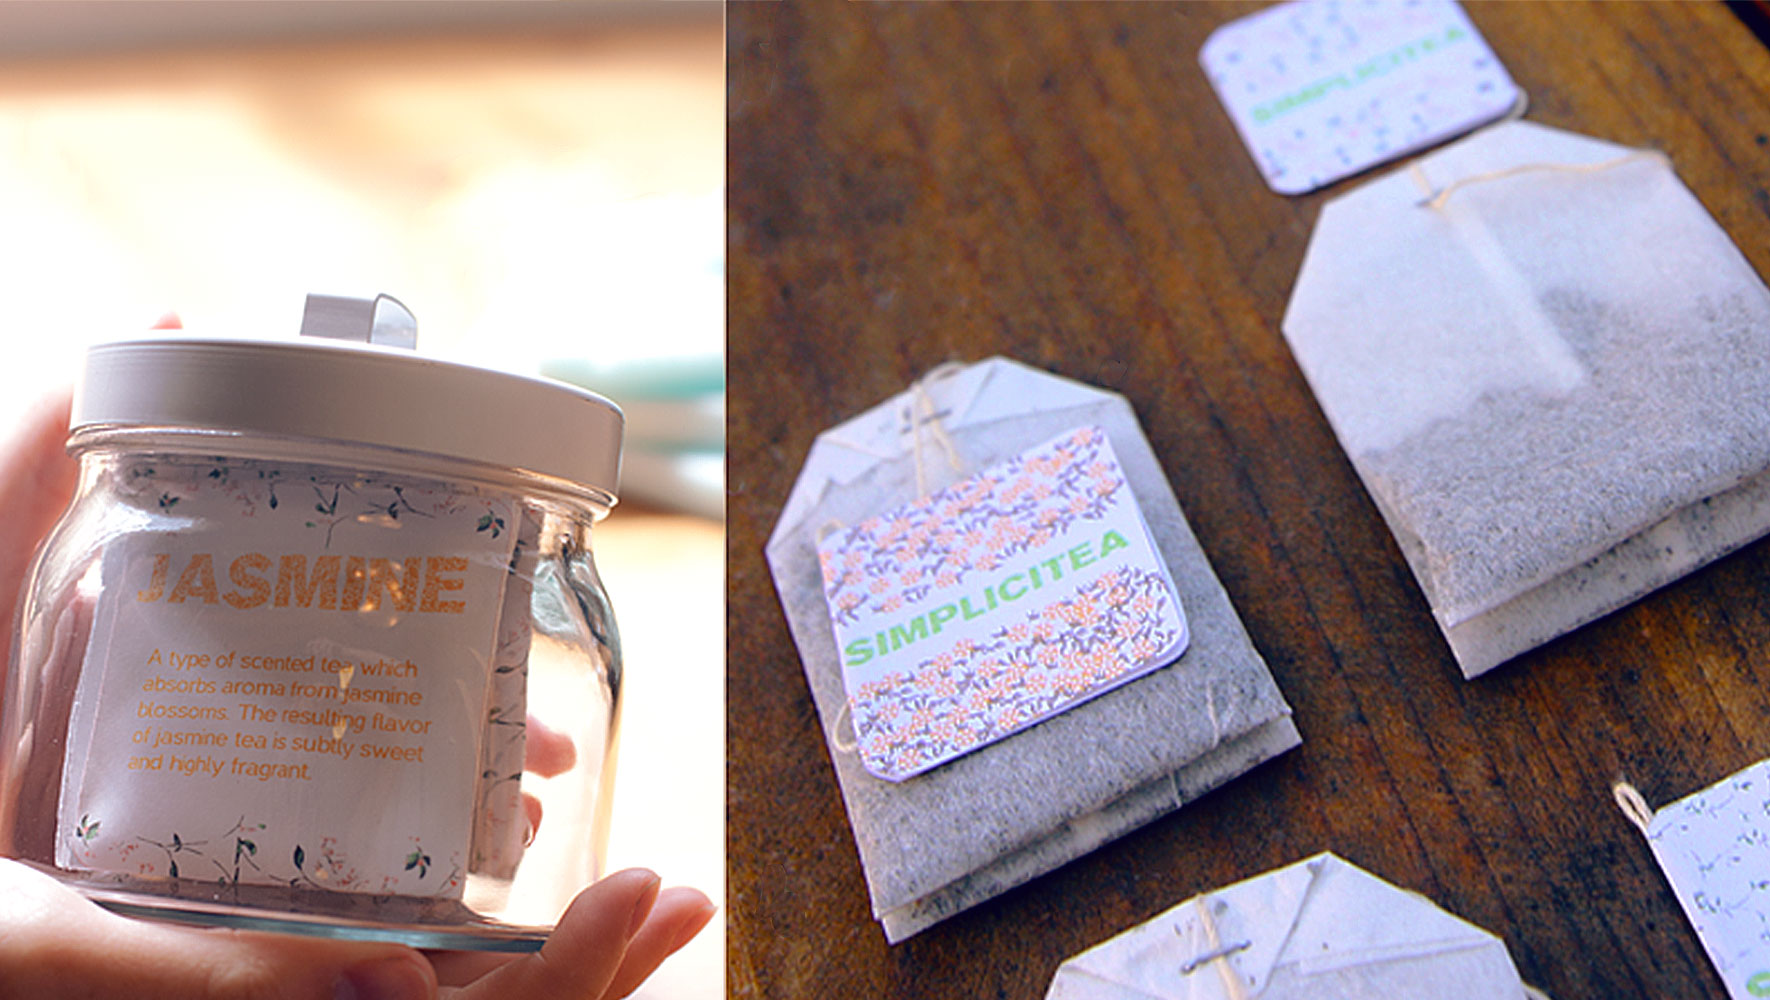 JASMINE
A type of scented tea which
absorbs aroma from jasmine
blossoms. The resulting flavor
of jasmine tea is subtly sweet
and highly fragrant.
SIMPLICITEA
SIMPLICITEA